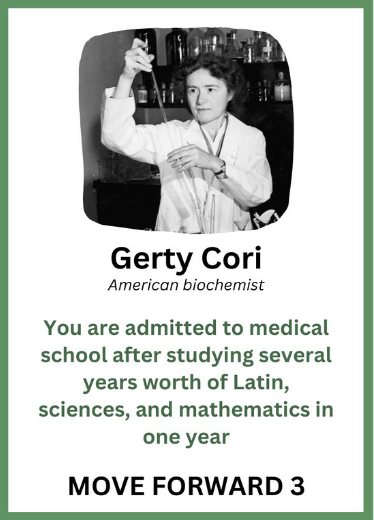 Gerty Cori
American biochemist
You are admitted to medical
school after studying several
years worth of Latin,
sciences, and mathematics in
one year
MOVE FORWARD 3